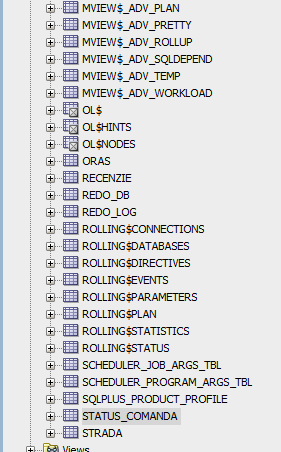 MVIEW$_ADV_PLAN
MVIEW$_ADV_PRETTY
MVIEW$_ADV_ROLLUP
MVIEW$_ADV_SQLDEPEND
MVIEW$_ADV_TEMP
MVIEW$_ADV_WORKLOAD
OL$
OL$HINTS
OL$NODES
ORAS
RECENZIE
REDO_DB
REDO_LOG
ROLLING$CONNECTIONS
ROLLING$DATABASES
ROLLING$DIRECTIVES
ROLLING$EVENTS
ROLLING$PARAMETERS
ROLLING$PLAN
ROLLING$STATISTICS
ROLLING$STATUS
SCHEDULER_JOB_ARGS_TBL
SCHEDULER_PROGRAM_ARGS_TBL
SQLPLUS_PRODUCT_PROFILE
STATUS_COMANDA
STRADA
Views